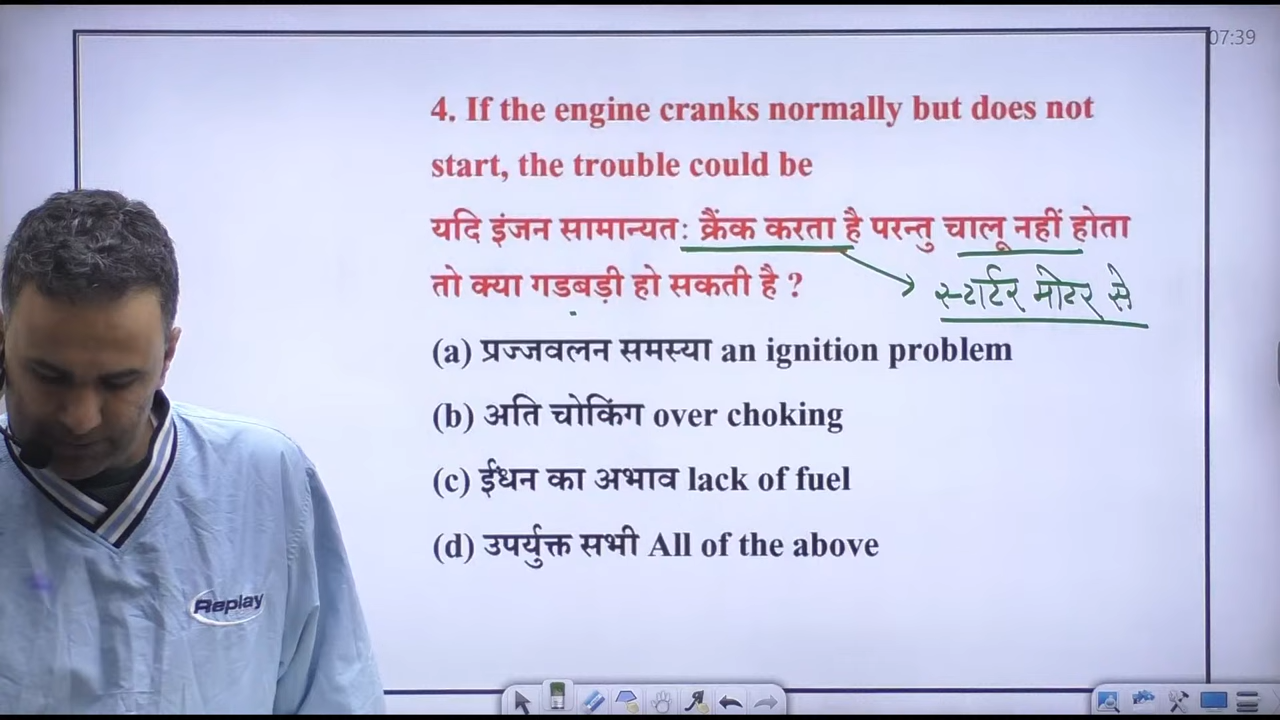 07:39
4. If the engine cranks normally but does not
start, the trouble could be
यदि इंजन सामान्यतः क्रैंक करता है परन्तु चालू नहीं होता
तो क्या गडबड़ी हो सकती है ?
स्टार्टर मोटर से
(a) प्रज्जवलन समस्या an ignition problem
(b) अति चोकिंग over choking
(c) ईंधन का अभाव lack of fuel
(d) उपर्युक्त सभी All of the above
Replay